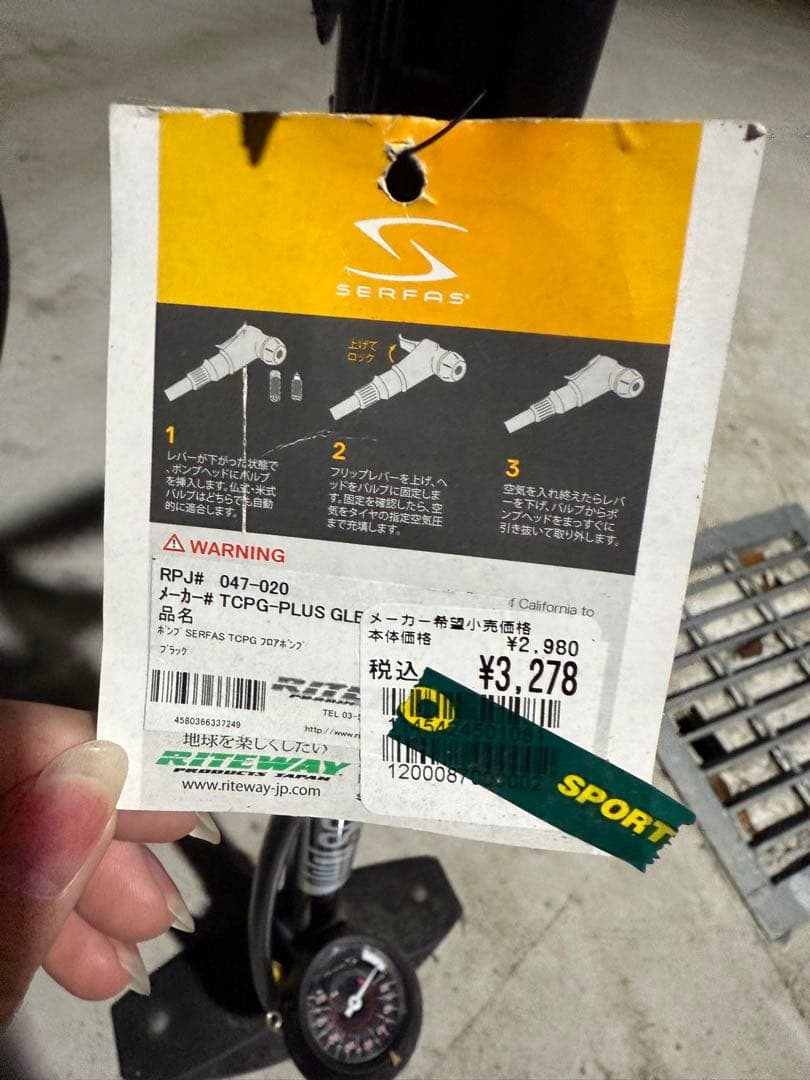 SERFAS
上げて
ロック
1
レバーが下がった状態で
、ポンプヘッドにバルブ
を挿入します。仏式・米式
バルブはどちらでも自動
的に適合します。
2
フリップレバーを上げ、ヘ
ッドをバルブに固定しま
す。固定を確認したら、空
気をタイヤの指定空気圧
まで充填します。
3
空気を入れ終えたらレバ
ーを下げ、バルブからポ
ンプヘッドをまっすぐに
引き抜いて取り外します。
WARNING
of California to
RPJ# 047-020
メーカー# TCPG-PLUS GLE
品名
ポンプ SERFAS TCPG フロアポンプ
ブラック
4580366337249
TEL 03-5
http://www.ri
メーカー希望小売価格
本体価格 ¥2,980
税込 ¥3,278
SPORT
地球を楽しくしたい
RITEWAY
PRODUCTS JAPAN
www.riteway-jp.com